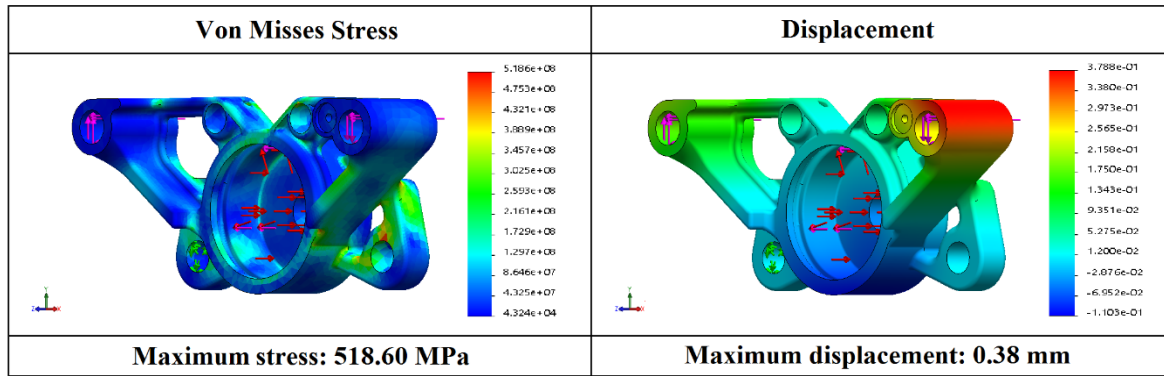 Von Misses Stress
Displacement
5.186e+08
4.753e+08
4.321e+08
3.889e+08
3.457e+08
3.025e+08
2.593e+08
2.161e+08
1.729e+08
1.297e+08
8.646e+07
4.325e+07
4.324e+04
Y
Z
X
3.788e-01
3.380e-01
2.973e-01
2.565e-01
2.158e-01
1.750e-01
1.343e-01
9.351e-02
5.275e-02
1.200e-02
-2.876e-02
-6.952e-02
-1.103e-01
Y
Z
X
Maximum stress: 518.60 MPa
Maximum displacement: 0.38 mm